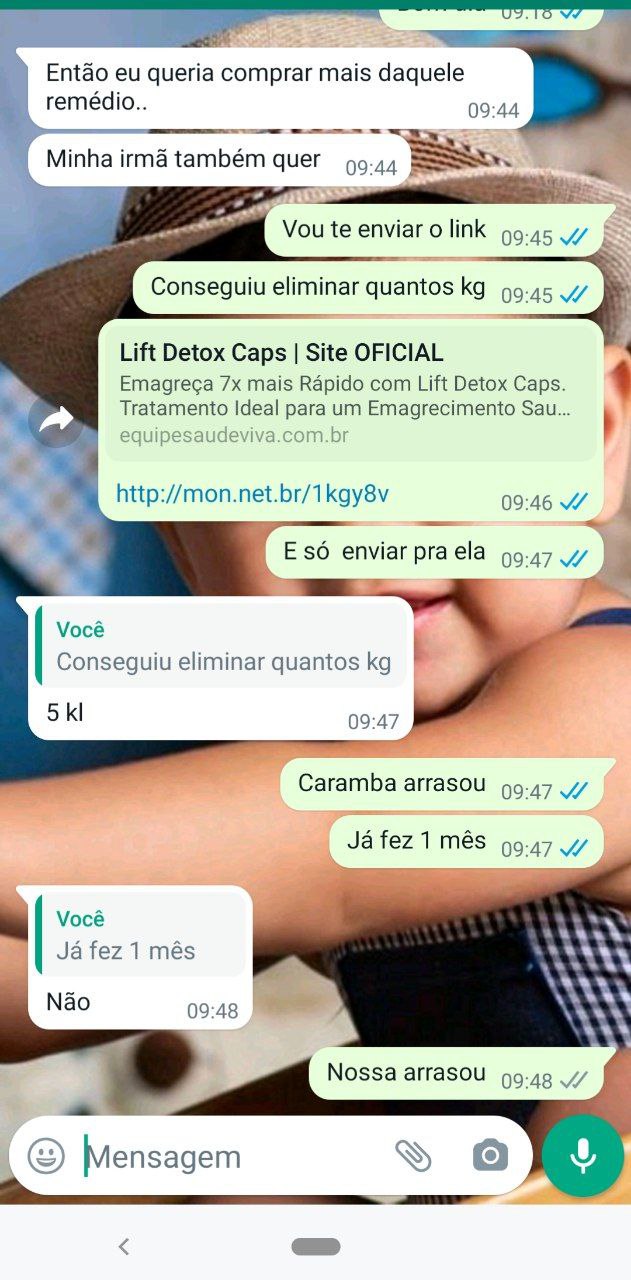 09:18
Então eu queria comprar mais daquele
remédio..
09:44
Minha irmã também quer 09:44
Vou te enviar o link 09:45
Conseguiu eliminar quantos kg 09:45
Lift Detox Caps | Site OFICIAL
Emagreça 7x mais Rápido com Lift Detox Caps.
Tratamento Ideal para um Emagrecimento Sau...
equipesaudeviva.com.br
http://mon.net.br/1kgy8v 09:46
E só enviar pra ela 09:47
Você
Conseguiu eliminar quantos kg
5 kl 09:47
Caramba arrasou 09:47
Já fez 1 mês 09:47
Você
Já fez 1 mês
Não 09:48
Nossa arrasou 09:48
Mensagem